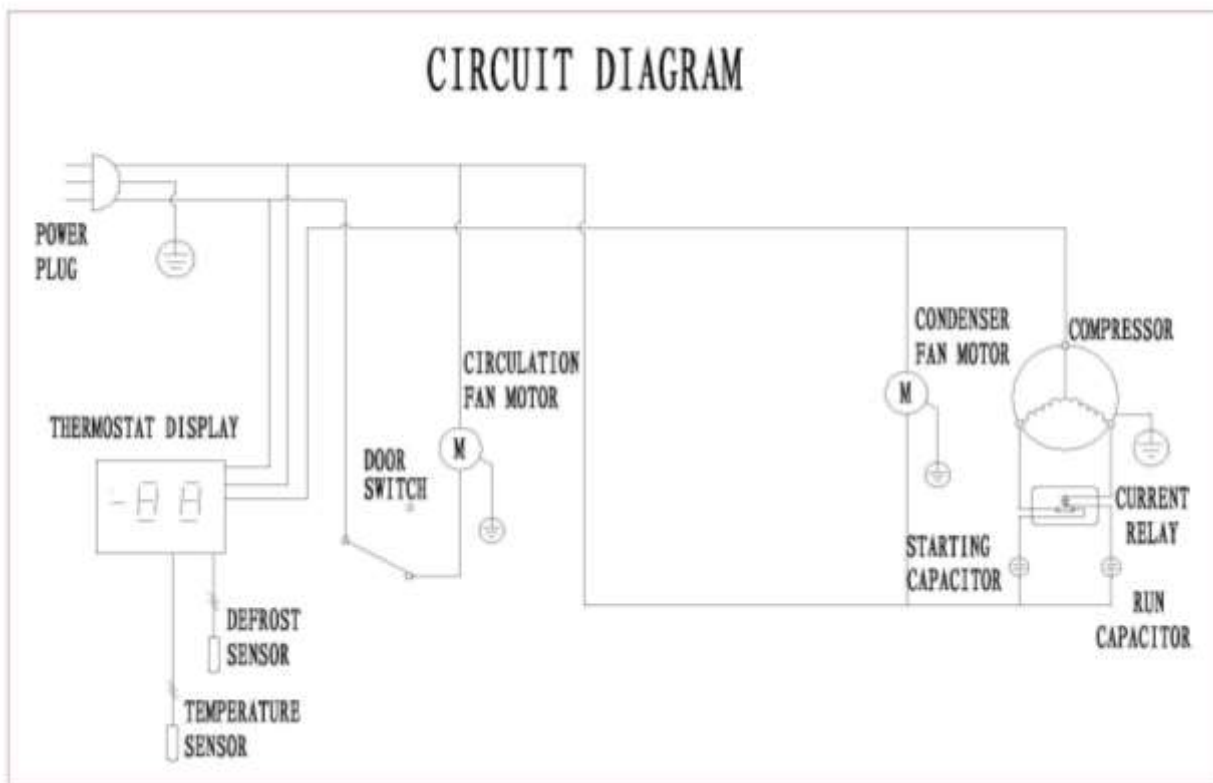 CIRCUIT DIAGRAM
POWER
PLUG
THERMOSTAT DISPLAY
DEFROST
SENSOR
TEMPERATURE
SENSOR
DOOR
SWITCH
CIRCULATION
FAN MOTOR
M
CONDENSER
FAN MOTOR
M
COMPRESSOR
CURRENT
RELAY
STARTING
CAPACITOR
RUN
CAPACITOR